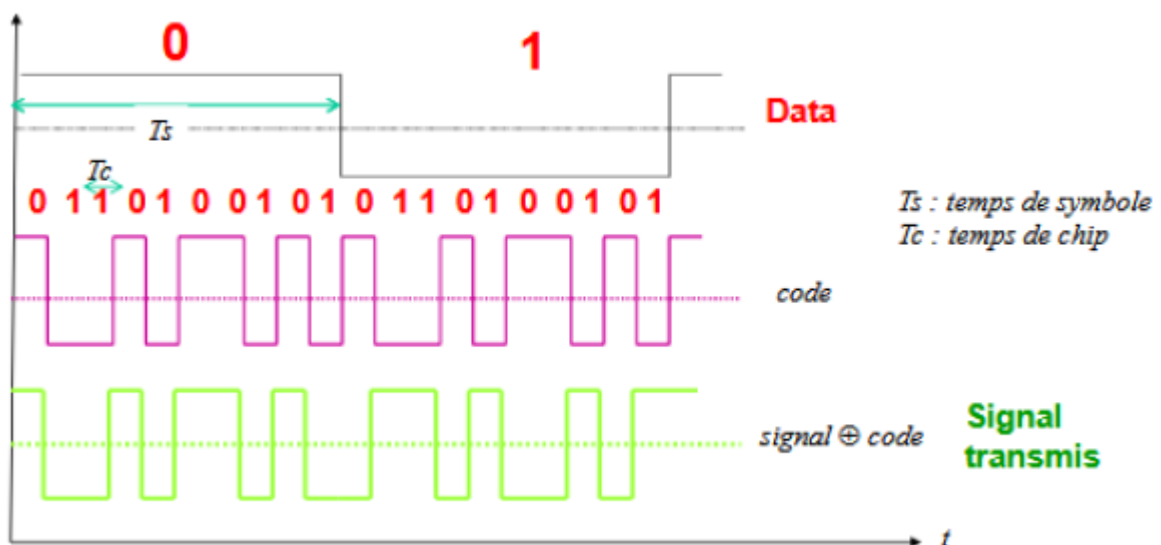 0 1
Data
Ts
Tc
0 1 1 0 1 0 0 1 0 1 0 1 1 0 1 0 0 1 0 1
Ts : temps de symbole
Tc : temps de chip
code
signal ⊕ code
Signal
transmis
t